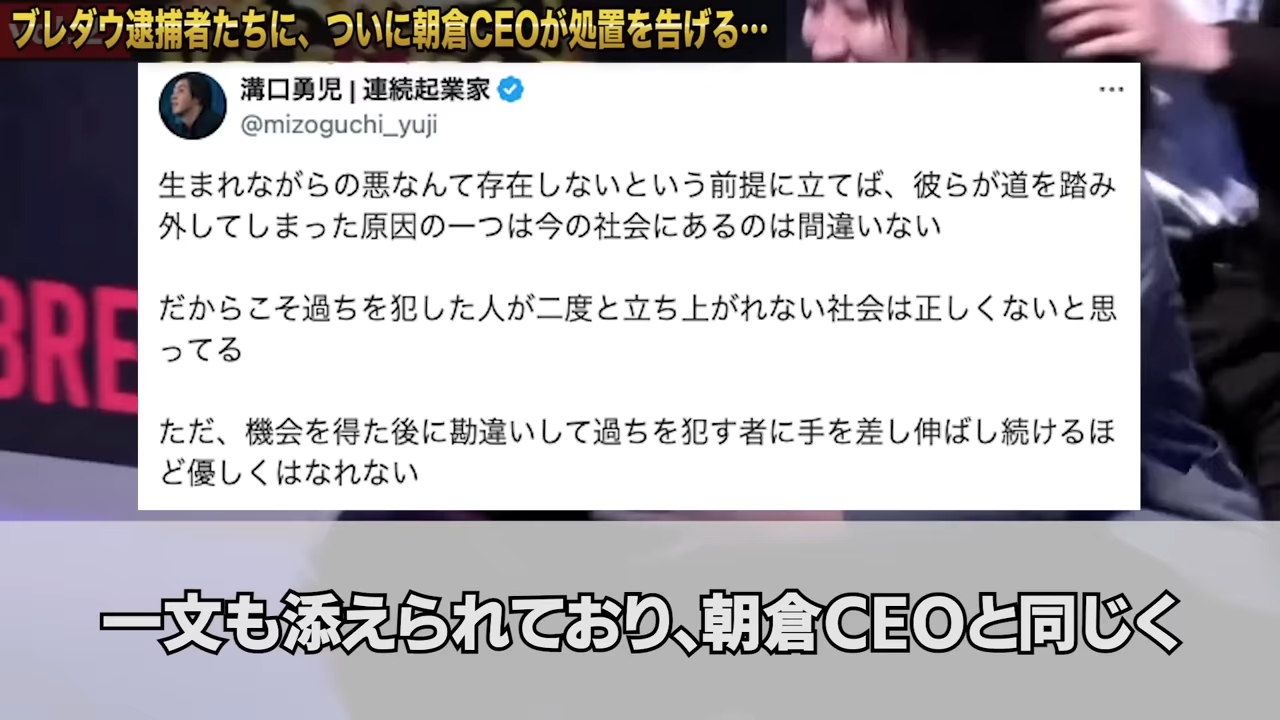 ブレダウ逮捕者たちに、ついに朝倉CEOが処置を告げる…
溝口勇児 | 連続起業家
@mizoguchi_yuji
生まれながらの悪なんて存在しないという前提に立てば、彼らが道を踏み
外してしまった原因の一つは今の社会にあるのは間違いない
だからこそ過ちを犯した人が二度と立ち上がれない社会は正しくないと思
ってる
ただ、機会を得た後に勘違いして過ちを犯す者に手を差し伸ばし続けるほ
ど優しくはなれない
BRE
一文も添えられており、朝倉CEOと同じく